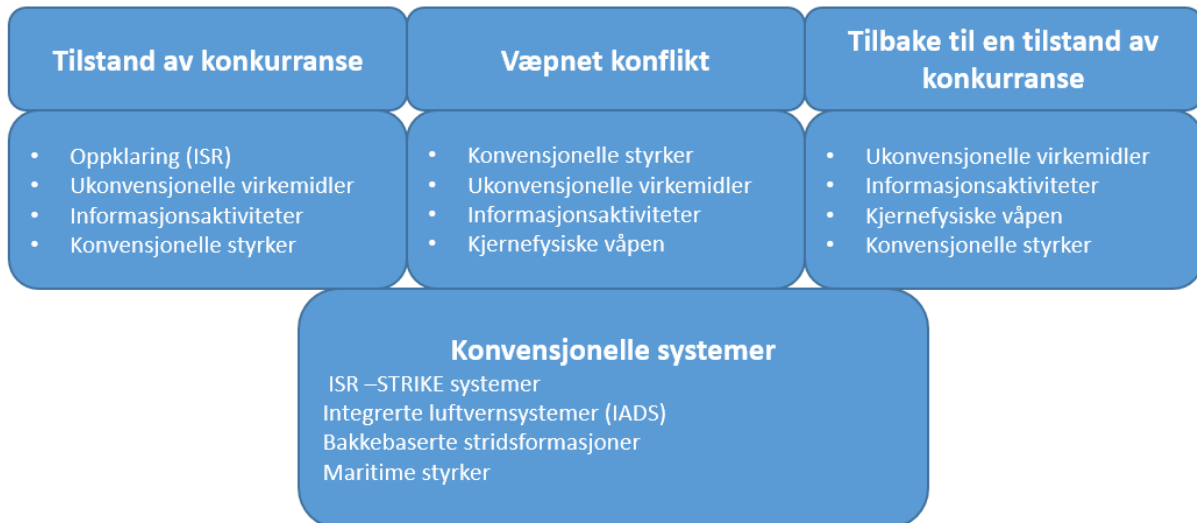 Tilstand av konkurranse
Væpnet konflikt
Tilbake til en tilstand av
konkurranse
• Oppklaring (ISR)
• Ukonvensjonelle virkemidler
• Informasjonsaktiviteter
• Konvensjonelle styrker
• Konvensjonelle styrker
• Ukonvensjonelle virkemidler
• Informasjonsaktiviteter
• Kjernefysiske våpen
• Ukonvensjonelle virkemidler
• Informasjonsaktiviteter
• Kjernefysiske våpen
• Konvensjonelle styrker
Konvensjonelle systemer
ISR –STRIKE systemer
Integrerte luftvernsystemer (IADS)
Bakkebaserte stridsformasjoner
Maritime styrker